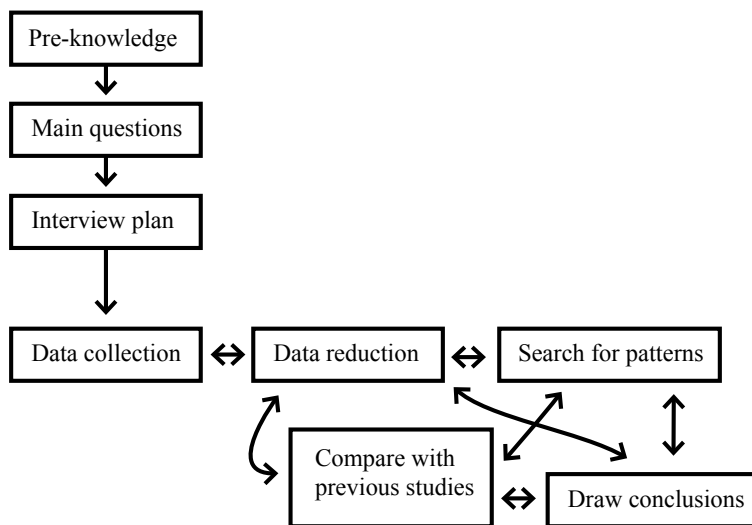 Pre-knowledge
Main questions
Interview plan
Data collection
Data reduction
Search for patterns
Compare with
previous studies
Draw conclusions